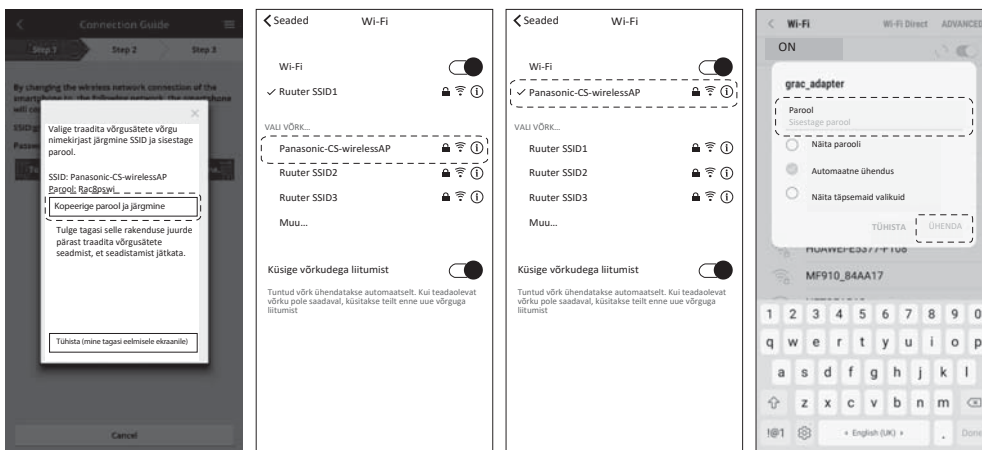 Connection Guide
Step 1
Step 2
Step 3
By changing the wireless network connection of the
smartphone to the following network, the smartphone
will
Valige traadita võrgusätete võrgu
nimekirjast järgmine SSID ja sisestage
parool.
SSID: Panasonic-CS-wirelessAP
Parool: Rac8pswi
Kopeerige parool ja järgmine
Tulge tagasi selle rakenduse juurde
pärast traadita võrgusätete
seadmist, et seadistamist jätkata.
Tühista (mine tagasi eelmisele ekraanile)
Cancel
Seaded
Wi-Fi
Wi-Fi
Ruuter SSID1
VALI VÕRK...
Panasonic-CS-wirelessAP
Ruuter SSID2
Ruuter SSID3
Muu...
Küsige võrkudega liitumist
Tuntud võrk ühendatakse automaatselt. Kui teadaolevat
võrku pole saadaval, küsitakse teilt enne uue võrguga
liitumist
Seaded
Wi-Fi
Wi-Fi
Panasonic-CS-wirelessAP
VALI VÕRK...
Ruuter SSID1
Ruuter SSID2
Ruuter SSID3
Muu...
Küsige võrkudega liitumist
Tuntud võrk ühendatakse automaatselt. Kui teadaolevat
võrku pole saadaval, küsitakse teilt enne uue võrguga
liitumist
Wi-Fi
Wi-Fi Direct
ADVANCED
ON
grac_adapter
Parool
Sisestage parool
Näita parooli
Automaatne ühendus
Näita täpsemaid valikuid
TÜHISTA
ÜHENDA
MF910_84AA17
1 2 3 4 5 6 7 8 9 0
q w e r t y u i o p
a s d f g h j k l
z x c v b n m
!@1
English (UK)
.
Done